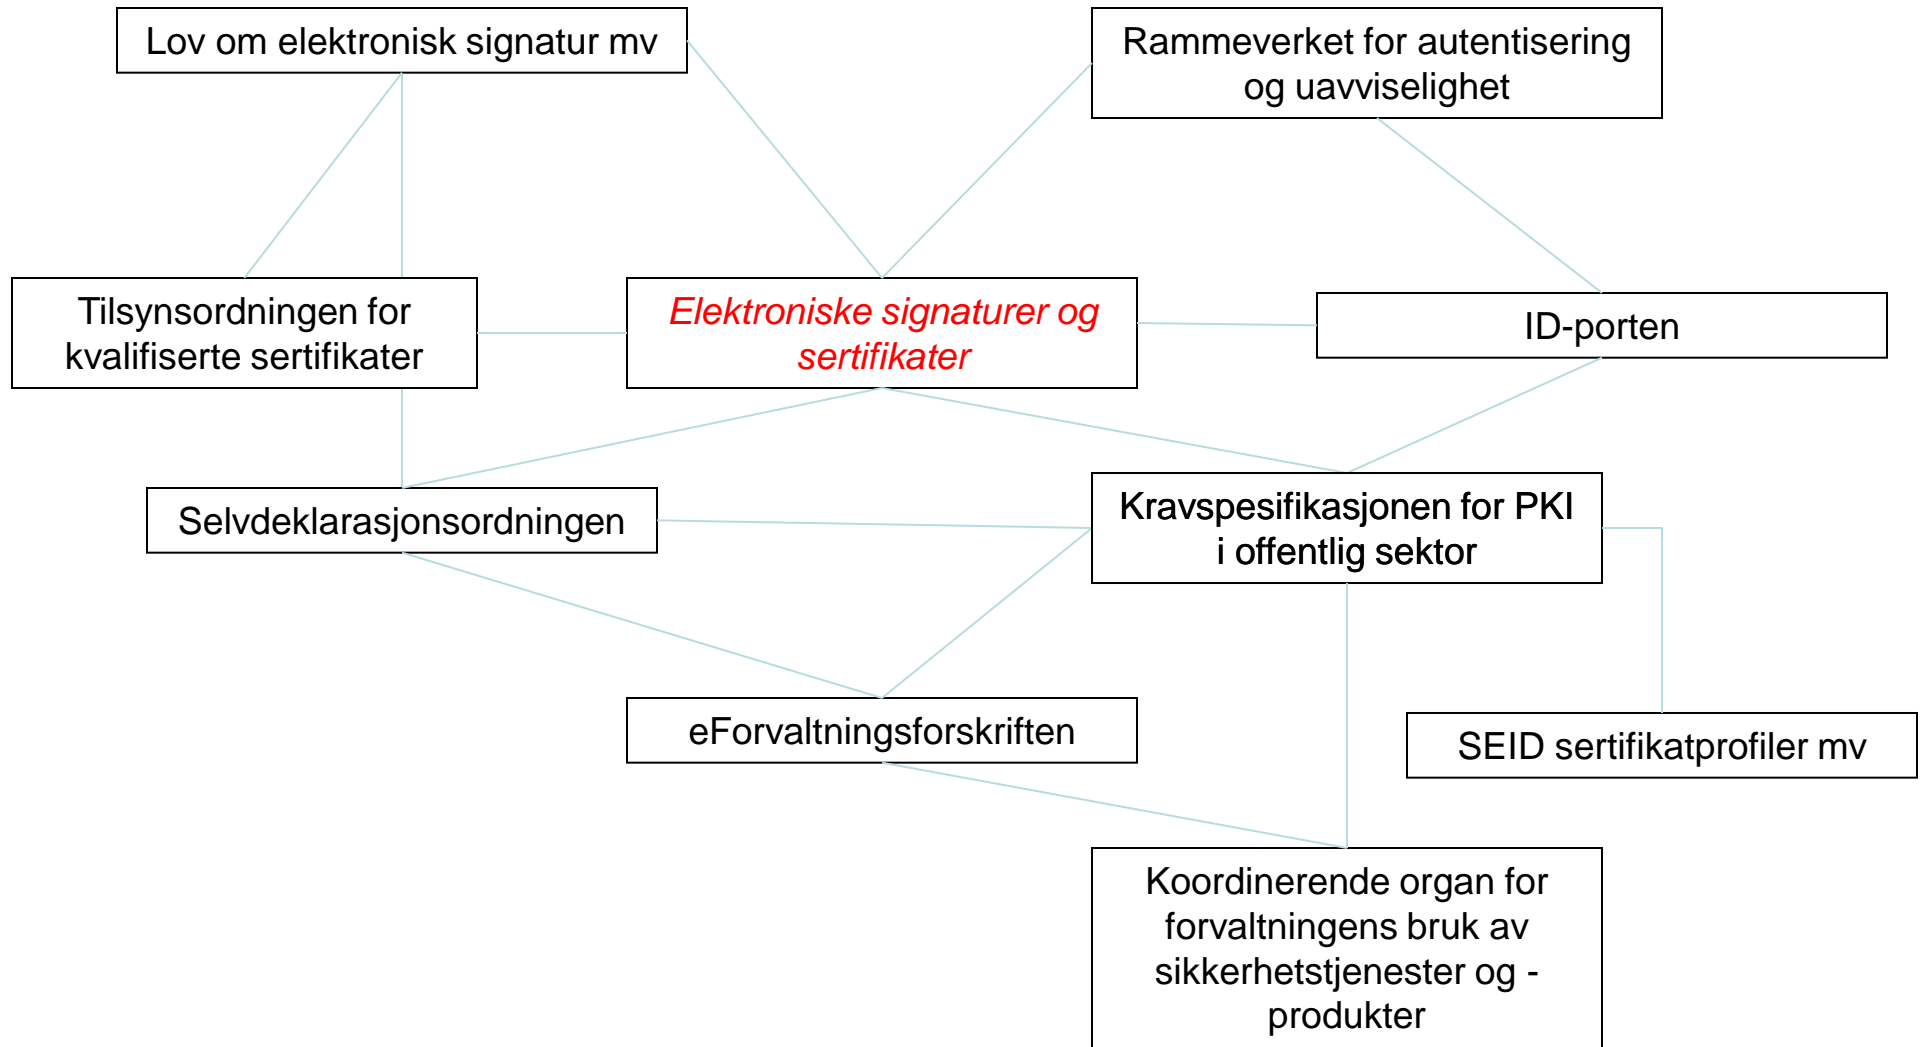 Lov om elektronisk signatur mv
Rammeverket for autentisering
og uavviselighet
Tilsynsordningen for
kvalifiserte sertifikater
Elektroniske signaturer og
sertifikater
ID-porten
Selvdeklarasjonsordningen
Kravspesifikasjonen for PKI
i offentlig sektor
eForvaltningsforskriften
SEID sertifikatprofiler mv
Koordinerende organ for
forvaltningens bruk av
sikkerhetstjenester og -
produkter